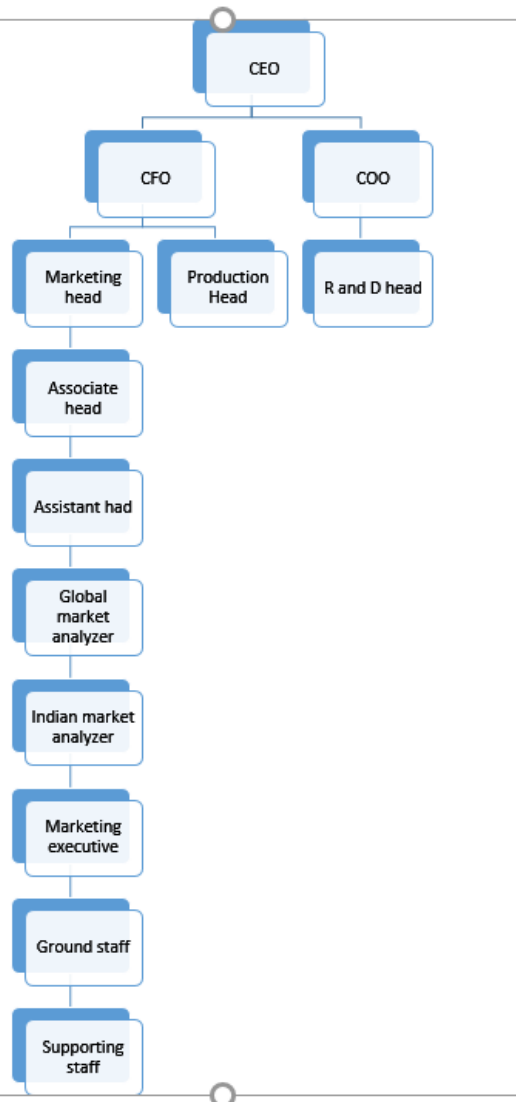 CEO
CFO
COO
Marketing
head
Production
Head
R and D head
Associate
head
Assistant had
Global
market
analyzer
Indian market
analyzer
Marketing
executive
Ground staff
Supporting
staff